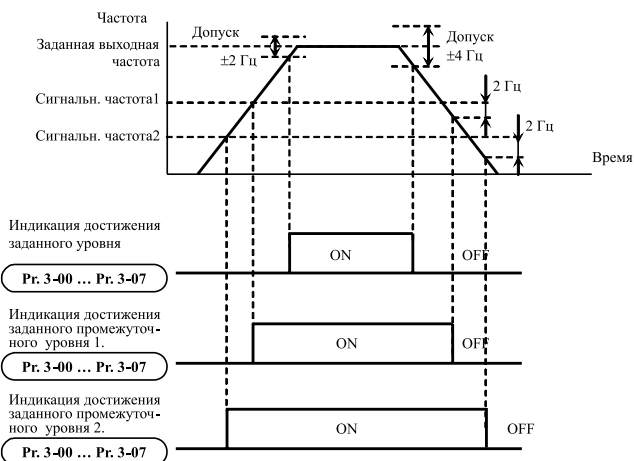 Частота
Допуск
±2 Гц
Допуск
±4 Гц
Заданная выходная
частота
Сигнальн. частота1
2 Гц
Сигнальн. частота2
2 Гц
Время
Индикация достижения
заданного уровня
ON
OFF
Pr. 3-00 … Pr. 3-07
Индикация достижения
заданного промежуточ-
ного уровня 1.
ON
OFF
Pr. 3-00 … Pr. 3-07
Индикация достижения
заданного промежуточ-
ного уровня 2.
ON
OFF
Pr. 3-00 … Pr. 3-07